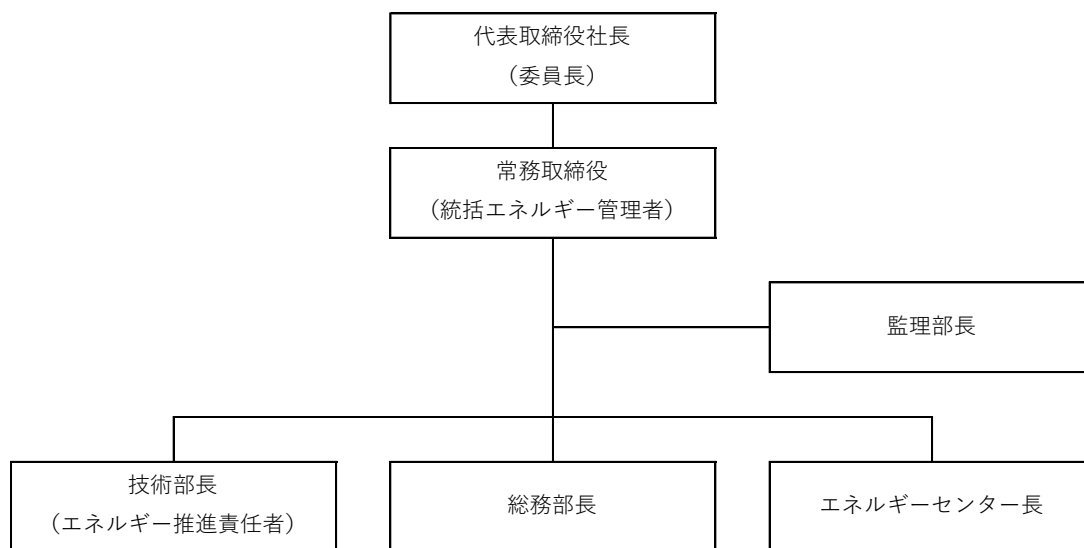 代表取締役社長
（委員長）
常務取締役
（統括エネルギー管理者）
監理部長
技術部長
（エネルギー推進責任者）
総務部長
エネルギーセンター長